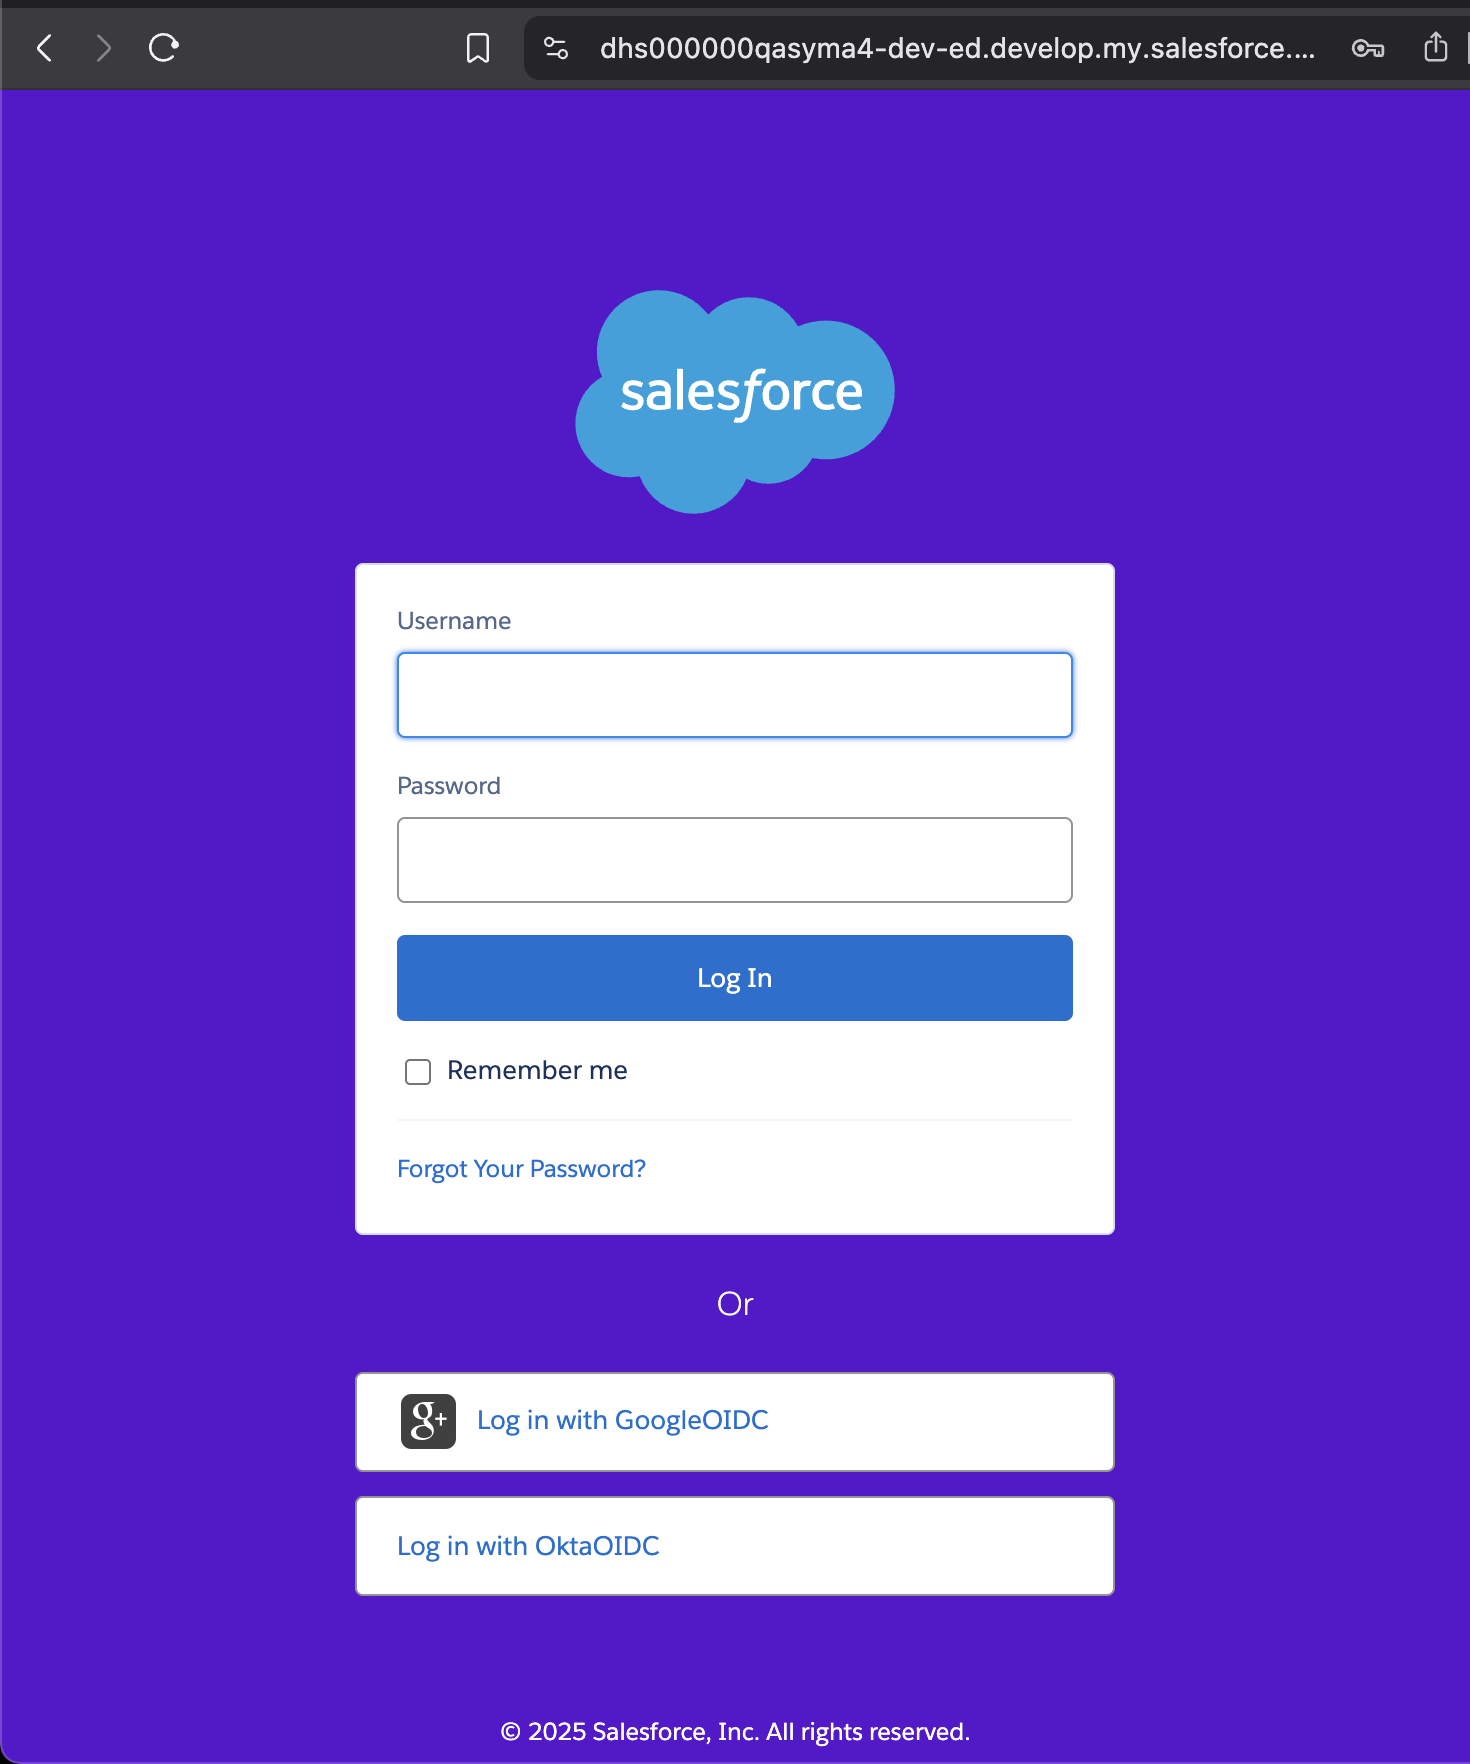 dhs000000qasyma4-dev-ed.develop.my.salesforce....
salesforce
Username
Password
Log In
Remember me
Forgot Your Password?
Or
g+ Log in with GoogleOIDC
Log in with OktaOIDC
© 2025 Salesforce, Inc. All rights reserved.